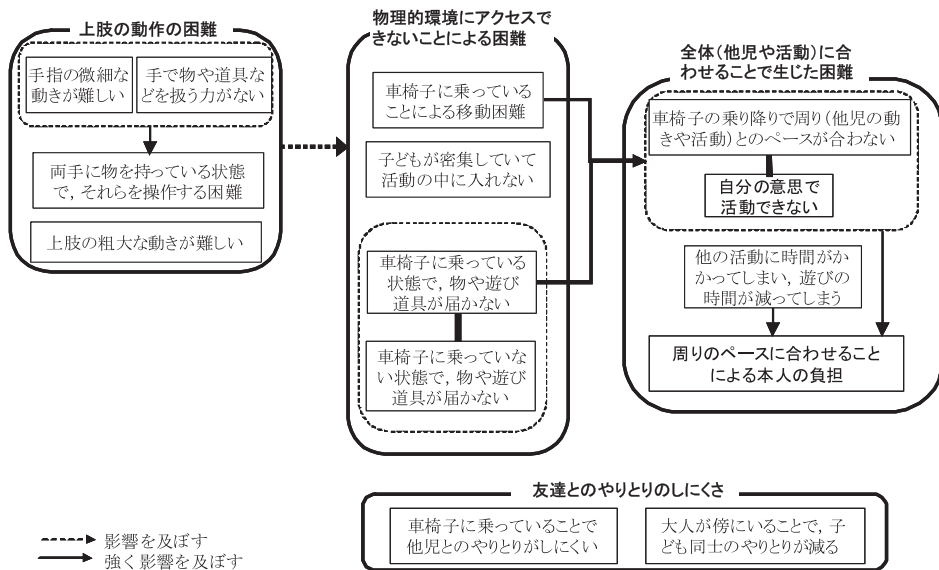 上肢の動作の困難
手指の微細な
動きが難しい
手で物や道具な
どを扱う力がない
両手に物を持っている状態
で，それらを操作する困難
上肢の粗大な動きが難しい
物理的環境にアクセスで
きないことによる困難
車椅子に乗っている
ことによる移動困難
子どもが密集していて
活動の中に入れない
車椅子に乗っている
状態で，物や遊び
道具が届かない
車椅子に乗っていな
い状態で，物や遊び
道具が届かない
全体（他児や活動）に合
わせることで生じた困難
車椅子の乗り降りで周り（他児の動
きや活動）とのペースが合わない
自分の意思で
活動できない
他の活動に時間がか
かってしまい，遊びの
時間が減ってしまう
周りのペースに合わせること
による本人の負担
友達とのやりとりのしにくさ
車椅子に乗っていることで
他児とのやりとりがしにくい
大人が傍にいることで，子
ども同士のやりとりが減る
影響を及ぼす
強く影響を及ぼす